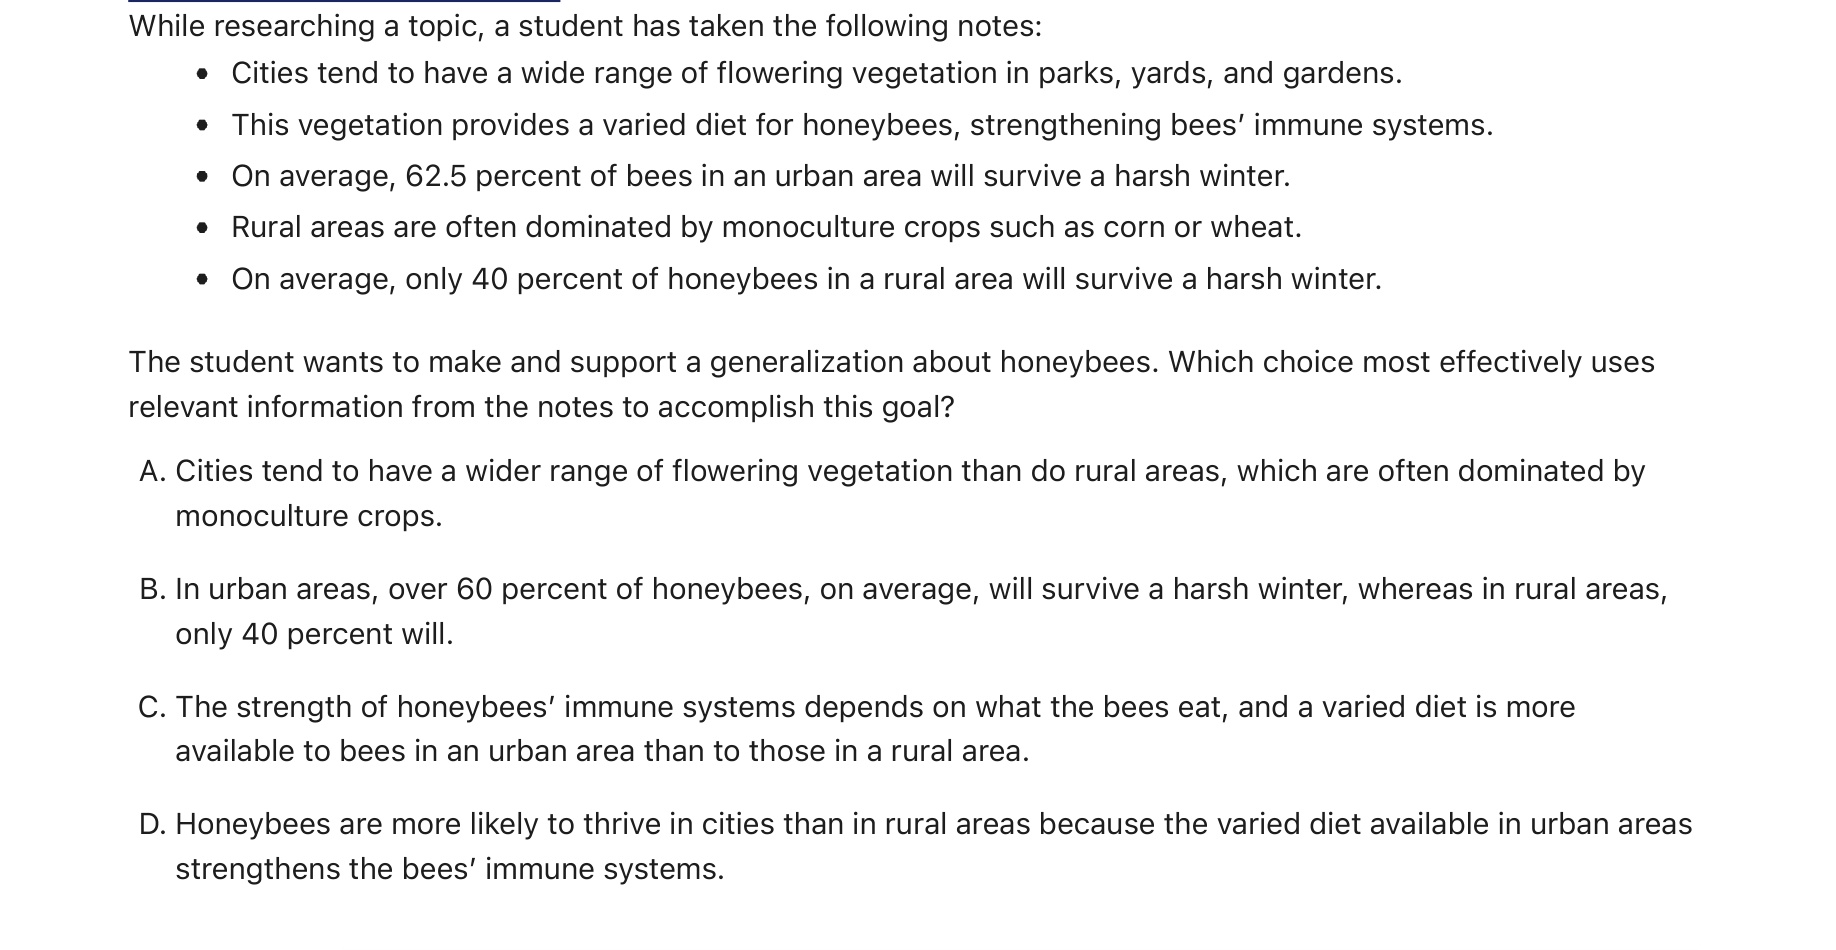 While researching a topic, a student has taken the following notes:
• Cities tend to have a wide range of flowering vegetation in parks, yards, and gardens.
• This vegetation provides a varied diet for honeybees, strengthening bees’ immune systems.
• On average, 62.5 percent of bees in an urban area will survive a harsh winter.
• Rural areas are often dominated by monoculture crops such as corn or wheat.
• On average, only 40 percent of honeybees in a rural area will survive a harsh winter.
The student wants to make and support a generalization about honeybees. Which choice most effectively uses
relevant information from the notes to accomplish this goal?
A. Cities tend to have a wider range of flowering vegetation than do rural areas, which are often dominated by
monoculture crops.
B. In urban areas, over 60 percent of honeybees, on average, will survive a harsh winter, whereas in rural areas,
only 40 percent will.
C. The strength of honeybees’ immune systems depends on what the bees eat, and a varied diet is more
available to bees in an urban area than to those in a rural area.
D. Honeybees are more likely to thrive in cities than in rural areas because the varied diet available in urban areas
strengthens the bees’ immune systems.